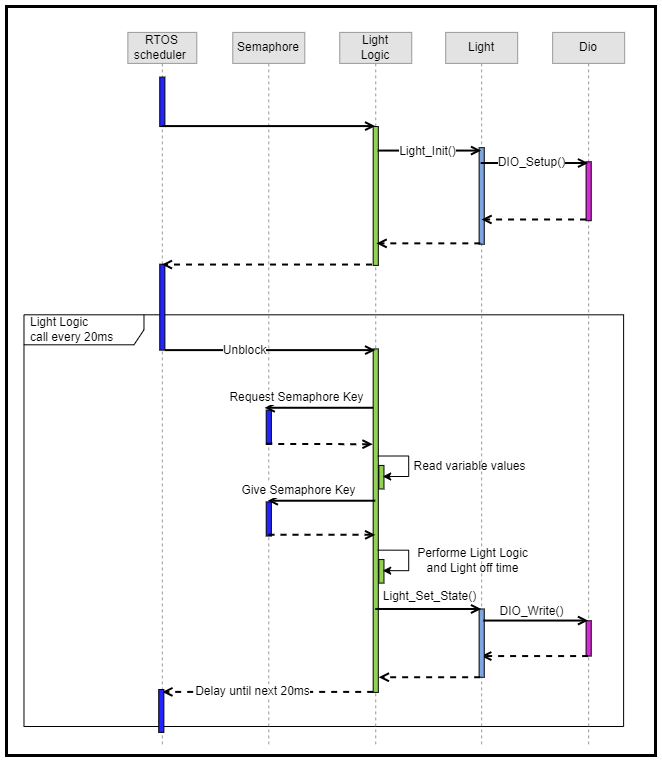 RTOS
scheduler
Semaphore
Light
Logic
Light
Dio
Light_Init()
DIO_Setup()
Light Logic
call every 20ms
Unblock
Request Semaphore Key
Read variable values
Give Semaphore Key
Performe Light Logic
and Light off time
Light_Set_State()
DIO_Write()
Delay until next 20ms